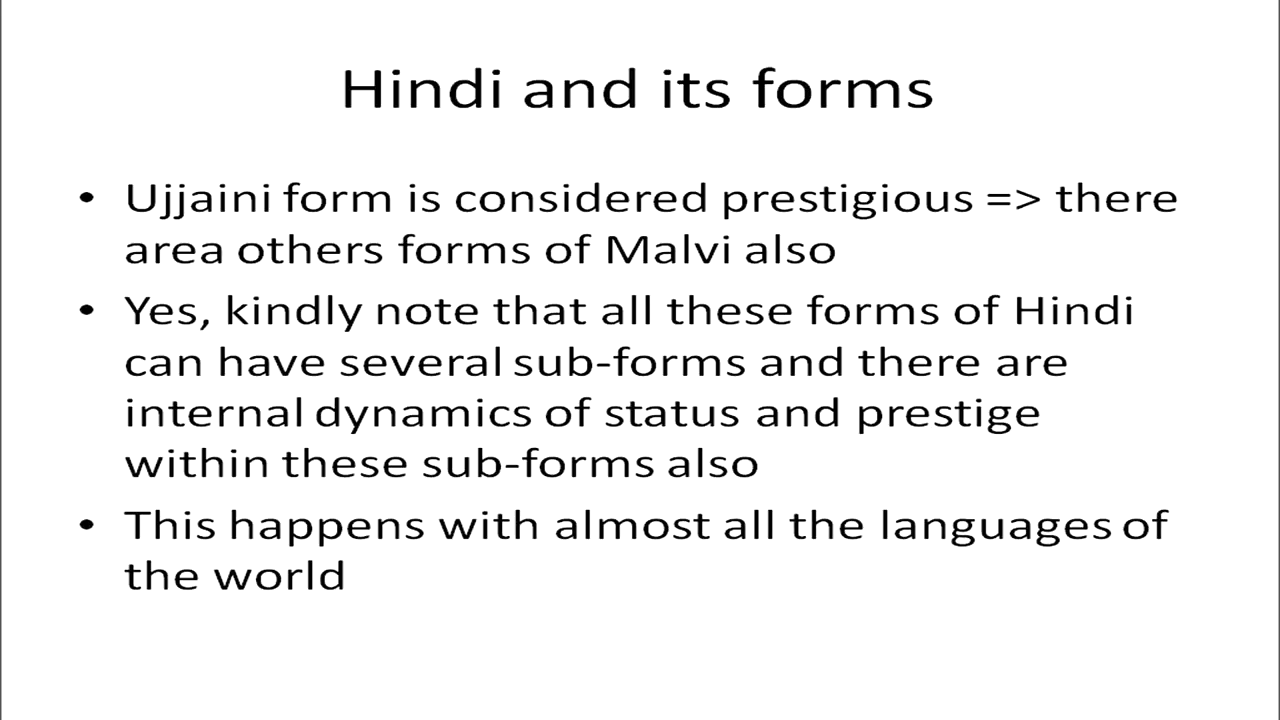 Hindi and its forms
• Ujjaini form is considered prestigious => there
area others forms of Malvi also
• Yes, kindly note that all these forms of Hindi
can have several sub-forms and there are
internal dynamics of status and prestige
within these sub-forms also
• This happens with almost all the languages of
the world